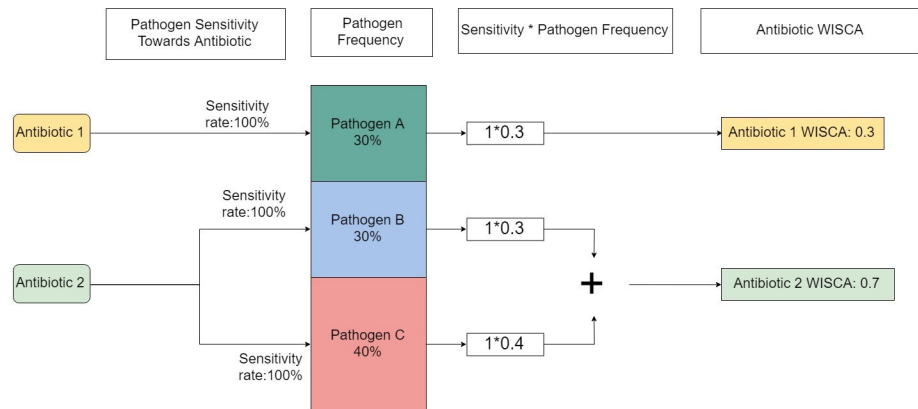 Pathogen Sensitivity
Towards Antibiotic
Pathogen
Frequency
Sensitivity * Pathogen Frequency
Antibiotic WISCA
Antibiotic 1
Sensitivity
rate:100%
Pathogen A
30%
1*0.3
Antibiotic 1 WISCA: 0.3
Sensitivity
rate:100%
Pathogen B
30%
1*0.3
Antibiotic 2
+
Antibiotic 2 WISCA: 0.7
Sensitivity
rate:100%
Pathogen C
40%
1*0.4